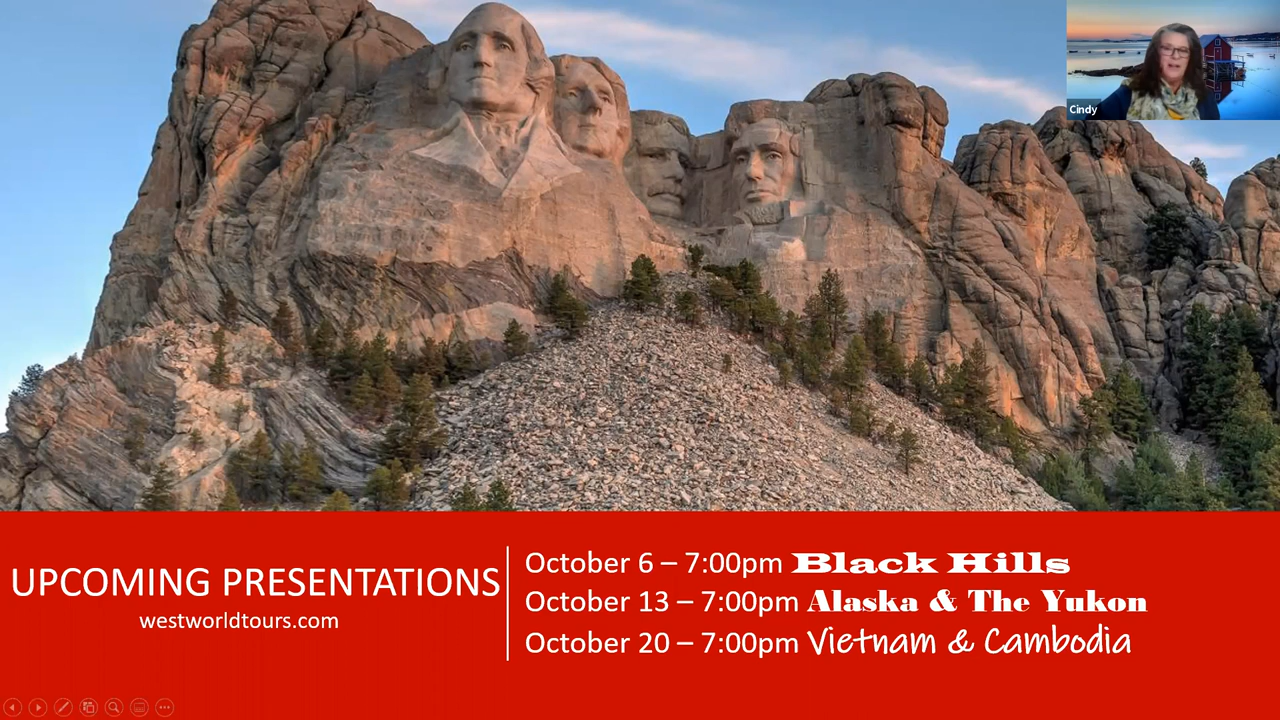 Cindy
UPCOMING PRESENTATIONS
westworldtours.com
October 6 – 7:00pm Black Hills
October 13 – 7:00pm Alaska & The Yukon
October 20 – 7:00pm Vietnam & Cambodia